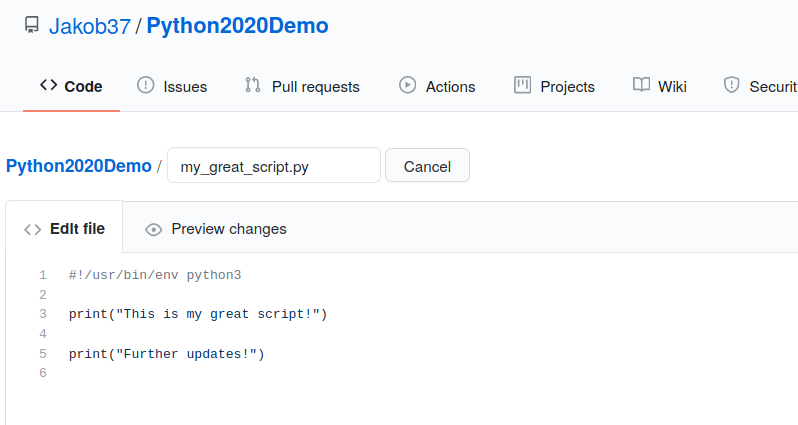 Jakob37 / Python2020Demo
Code Issues Pull requests Actions Projects Wiki Securit
Python2020Demo / my_great_script.py Cancel
EdIt file Preview changes
1 #!/usr/bin/env python3
2
3 print("This is my great script!")
4
5 print("Further updates!")
6